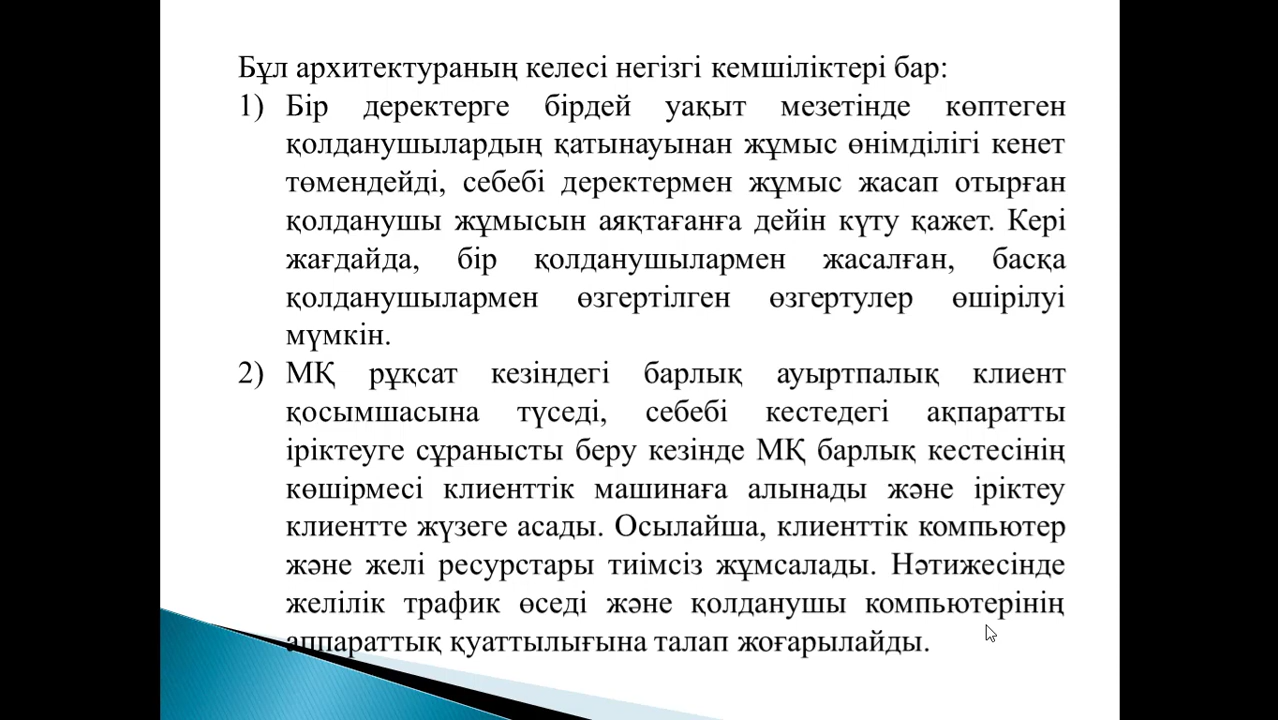 Бұл архитектураның келесі негізгі кемшіліктері бар:
1) Бір деректерге бірдей уақыт мезетінде көптеген
қолданушылардың қатынауынан жұмыс өнімділігі кенет
төмендейді, себебі деректермен жұмыс жасап отырған
қолданушы жұмысын аяқтағанға дейін күту қажет. Кері
жағдайда, бір қолданушылармен жасалған, басқа
қолданушылармен өзгертілген өзгертулер өшірілуі
мүмкін.
2) МҚ рұқсат кезіндегі барлық ауыртпалық клиент
қосымшасына түседі, себебі кестедегі ақпаратты
іріктеуге сұранысты беру кезінде МҚ барлық кестесінің
көшірмесі клиенттік машинаға алынады және іріктеу
клиентте жүзеге асады. Осылайша, клиенттік компьютер
және желі ресурстары тиімсіз жұмсалады. Нәтижесінде
желілік трафик өседі және қолданушы компьютерінің
аппараттық қуаттылығына талап жоғарылайды.